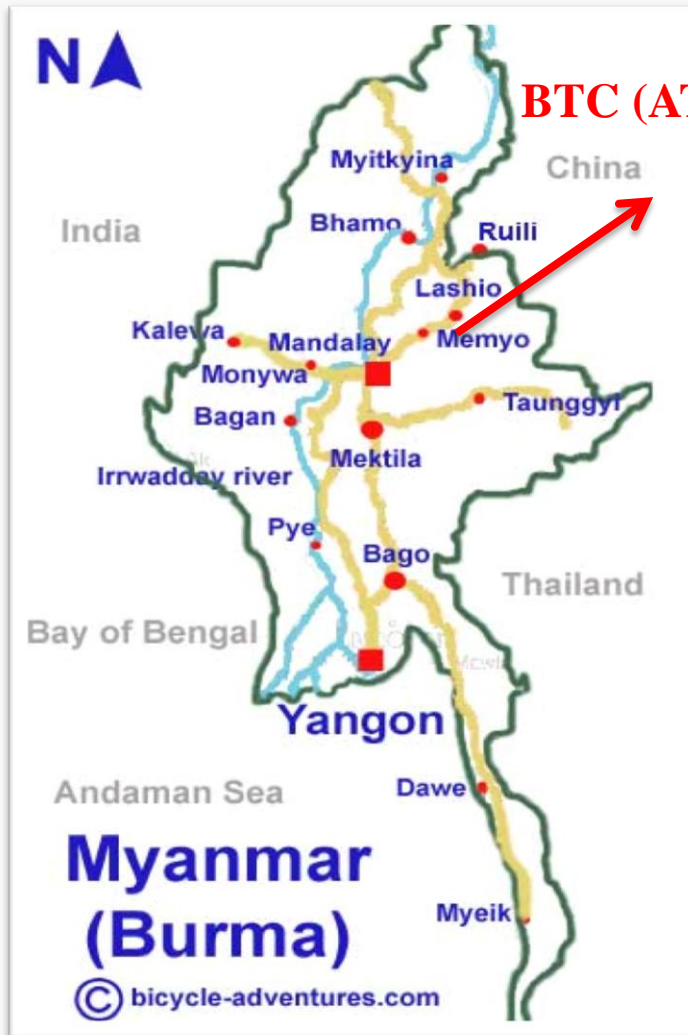 N
BTC (AT
Myitkyina
China
Bhamo
India
Ruili
Lashio
Kalewa
Mandalay
Memyo
Monywa
Taunggyi
Bagan
Mektila
Irrwadday river
Pye
Bago
Thailand
Bay of Bengal
Yangon
Dawe
Andaman Sea
Myanmar
(Burma)
Myeik
© bicycle-adventures.com